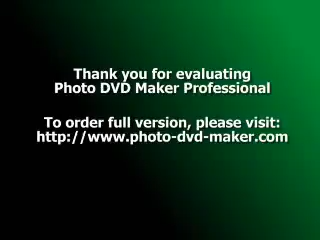 Thank you for evaluating
Photo DVD Maker Professional
To order full version, please visit:
http://www.photo-dvd-maker.com